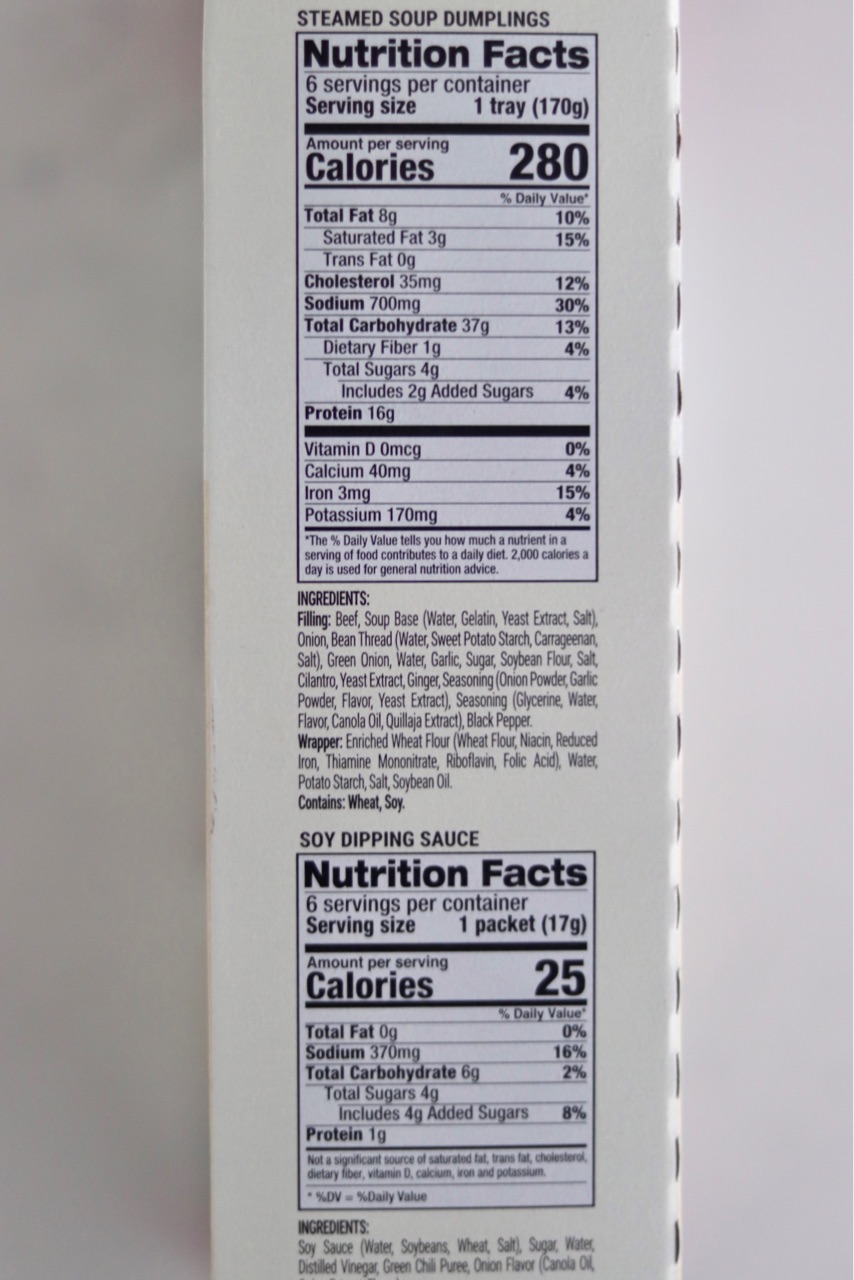 STEAMED SOUP DUMPLINGS
Nutrition Facts
6 servings per container
Serving size 1 tray (170g)
Amount per serving
Calories 280
% Daily Value*
Total Fat 8g 10%
Saturated Fat 3g 15%
Trans Fat 0g
Cholesterol 35mg 12%
Sodium 700mg 30%
Total Carbohydrate 37g 13%
Dietary Fiber 1g 4%
Total Sugars 4g
Includes 2g Added Sugars 4%
Protein 16g
Vitamin D 0mcg 0%
Calcium 40mg 4%
Iron 3mg 15%
Potassium 170mg 4%
*The % Daily Value tells you how much a nutrient in a
serving of food contributes to a daily diet. 2,000 calories a
day is used for general nutrition advice.
INGREDIENTS:
Filling: Beef, Soup Base (Water, Gelatin, Yeast Extract, Salt),
Onion, Bean Thread (Water, Sweet Potato Starch, Carrageenan,
Salt), Green Onion, Water, Garlic, Sugar, Soybean Flour, Salt,
Cilantro, Yeast Extract, Ginger, Seasoning (Onion Powder, Garlic
Powder, Flavor, Yeast Extract), Seasoning (Glycerine, Water,
Flavor, Canola Oil, Quillaja Extract), Black Pepper.
Wrapper: Enriched Wheat Flour (Wheat Flour, Niacin, Reduced
Iron, Thiamine Mononitrate, Riboflavin, Folic Acid), Water,
Potato Starch, Salt, Soybean Oil.
Contains: Wheat, Soy.
SOY DIPPING SAUCE
Nutrition Facts
6 servings per container
Serving size 1 packet (17g)
Amount per serving
Calories 25
% Daily Value*
Total Fat 0g 0%
Sodium 370mg 16%
Total Carbohydrate 6g 2%
Total Sugars 4g
Includes 4g Added Sugars 8%
Protein 1g
Not a significant source of saturated fat, trans fat, cholesterol,
dietary fiber, vitamin D, calcium, iron and potassium.
* %DV = %Daily Value
INGREDIENTS:
Soy Sauce (Water, Soybeans, Wheat, Salt), Sugar, Water,
Distilled Vinegar, Green Chili Puree, Onion Flavor (Canola Oil,